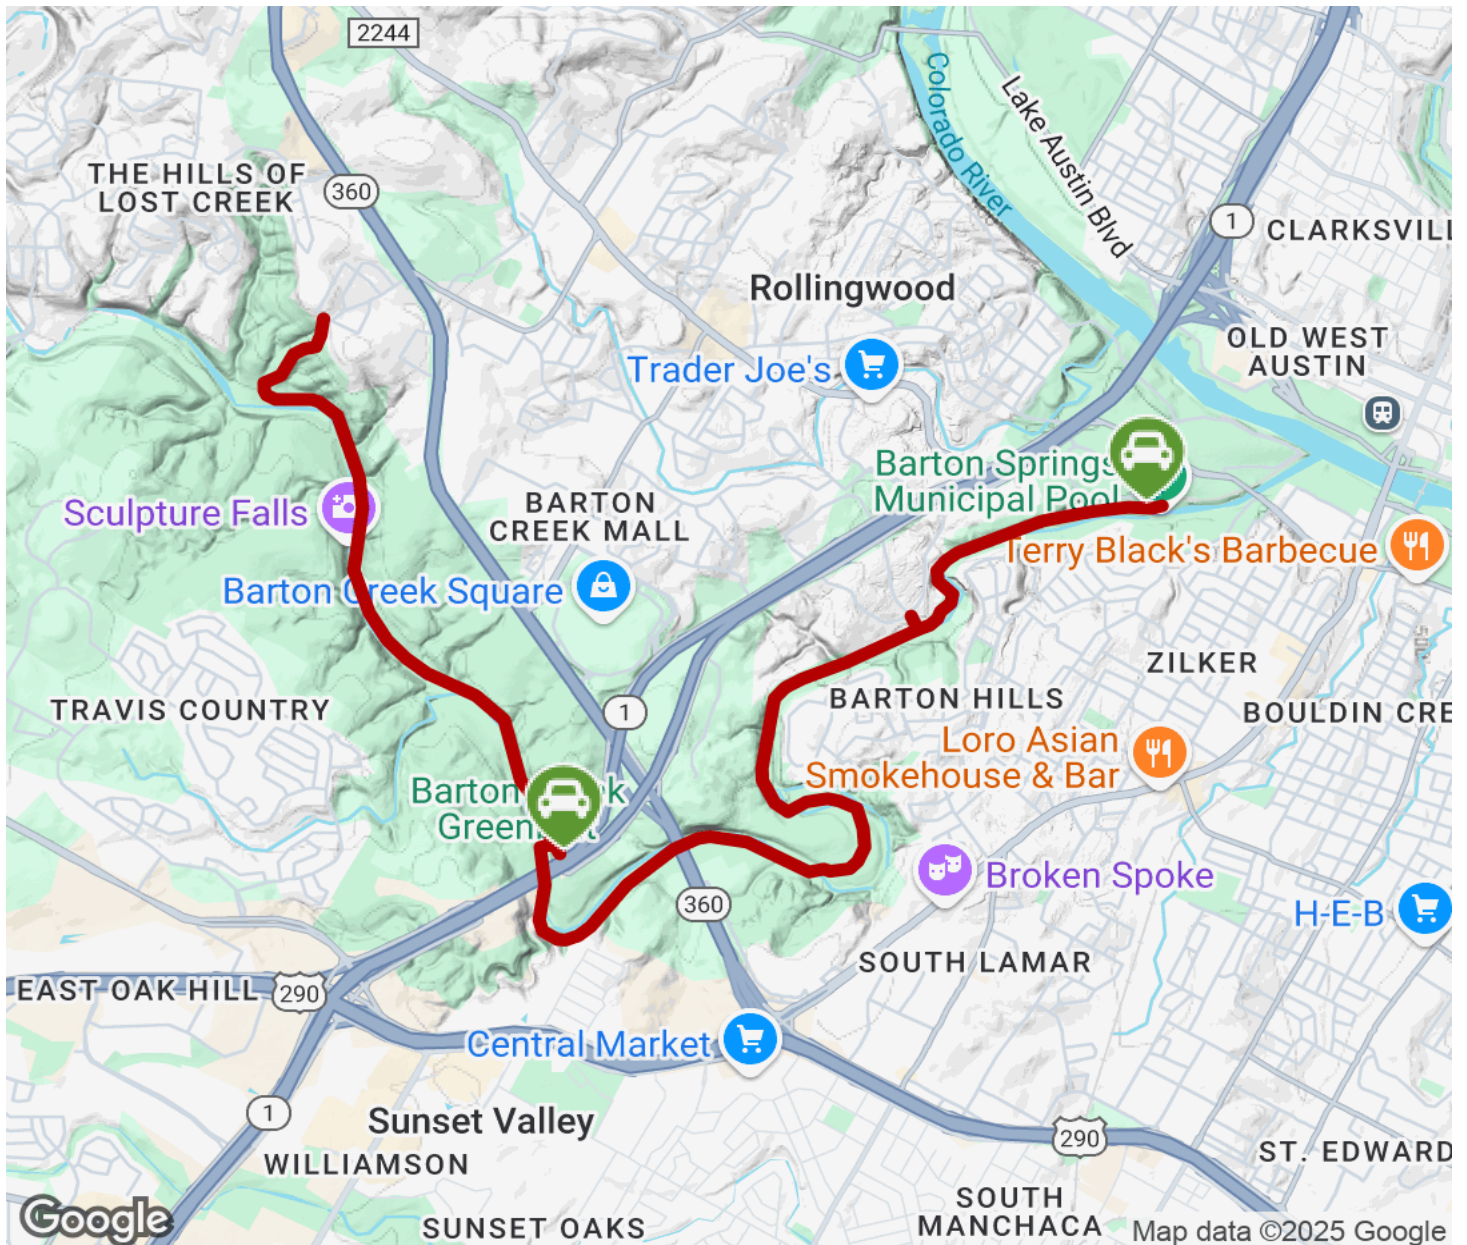 2244
Colorado River
Lake Austin Blvd
THE HILLS OF
LOST CREEK
360
1
CLARKSVILL
Rollingwood
OLD WEST
AUSTIN
Trader Joe's
Barton Springs
Municipal Pool
BARTON
CREEK MALL
Sculpture Falls
Terry Black's Barbecue
Barton Creek Square
ZILKER
BARTON HILLS
TRAVIS COUNTRY
1
BOULDIN CRE
Loro Asian
Smokehouse & Bar
Barton
Broken Spoke
360
H-E-B
SOUTH LAMAR
EAST OAK HILL
290
Central Market
1
Sunset Valley
290
ST. EDWARD
WILLIAMSON
SOUTH
MANCHACA
Google
SUNSET OAKS
Map data ©2025 Google